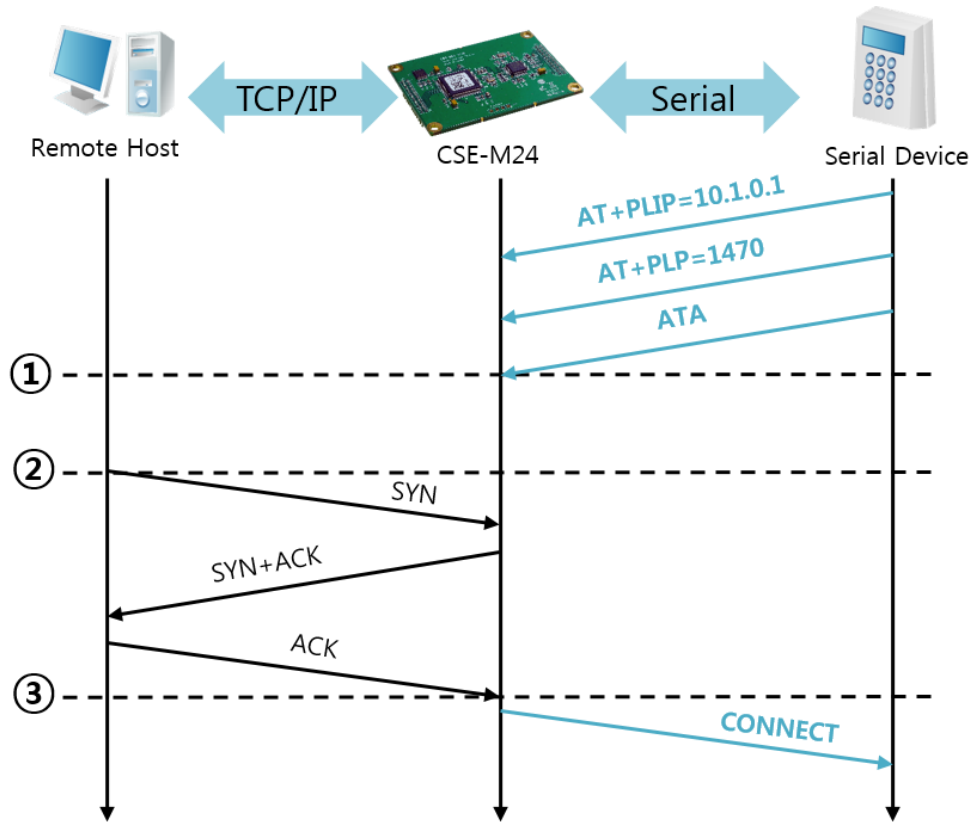 TCP/IP
Serial
Remote Host
CSE-M24
Serial Device
AT+PLIP=10.1.0.1
AT+PLP=1470
ATA
①
②
SYN
SYN+ACK
ACK
③
CONNECT